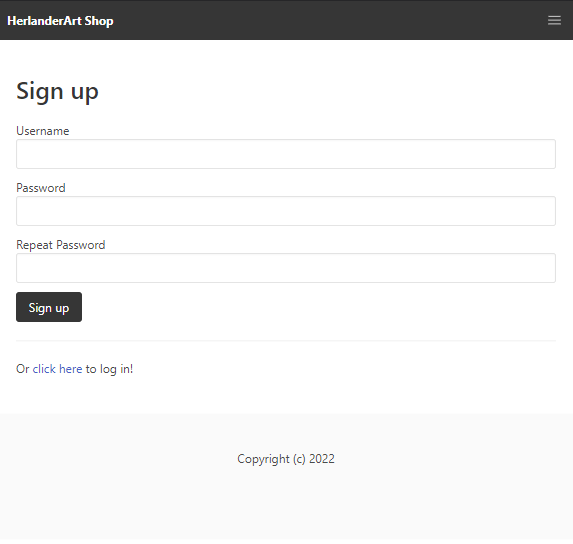 HerlanderArt Shop
Sign up
Username
Password
Repeat Password
Sign up
Or click here to log in!
Copyright (c) 2022